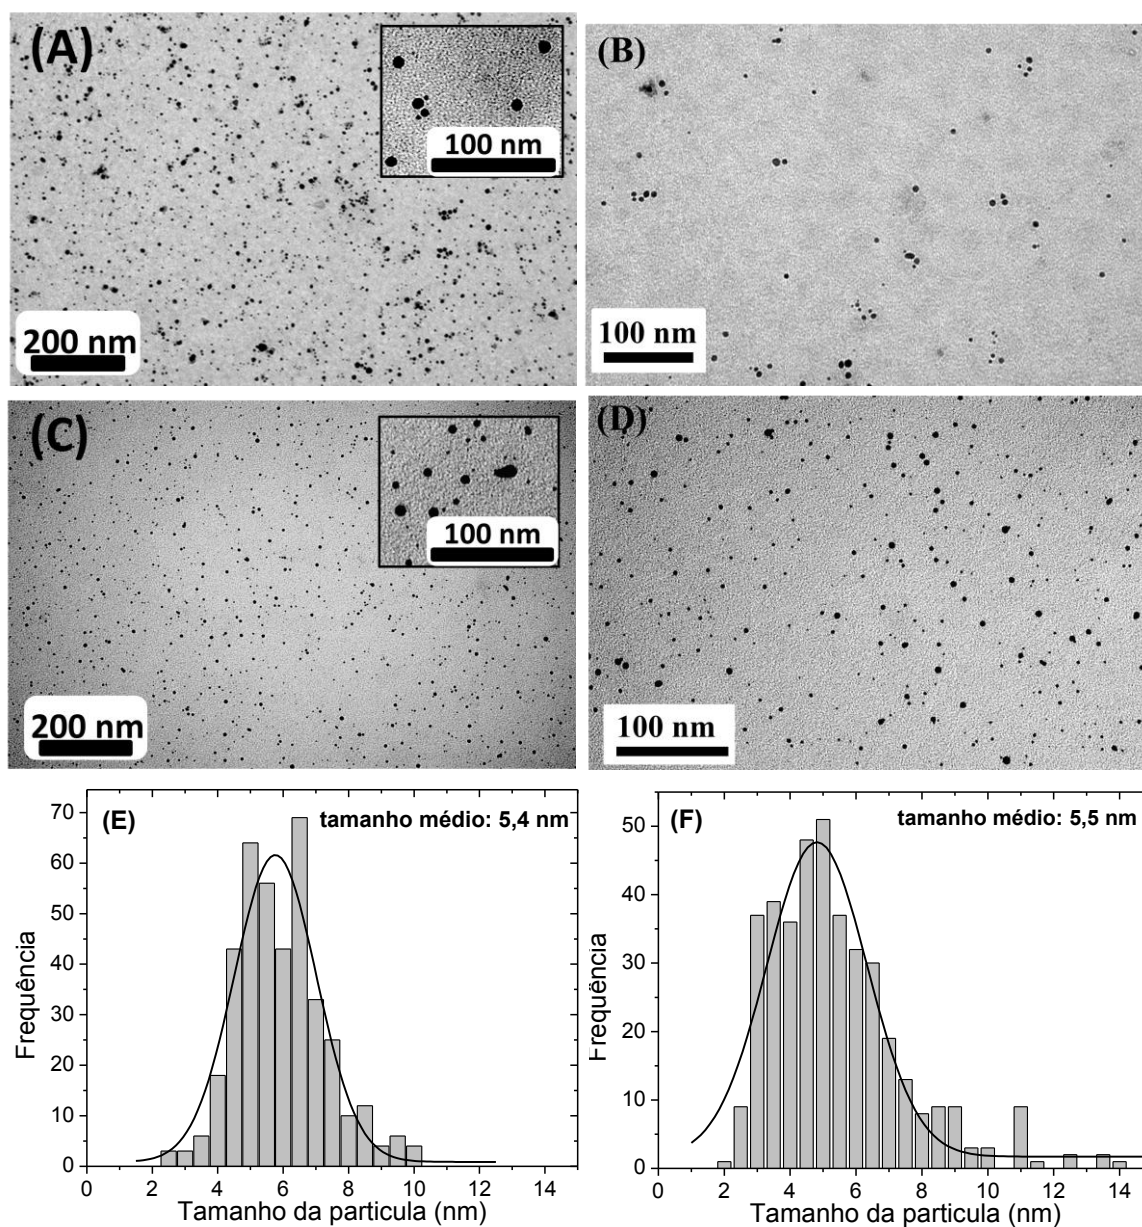 (A)
100 nm
200 nm
(B)
100 nm
(C)
100 nm
200 nm
(D)
100 nm
(E)
tamanho médio: 5,4 nm
70
60
50
40
30
20
10
0
Frequência
0 2 4 6 8 10 12 14
Tamanho da particula (nm)
(F)
tamanho médio: 5,5 nm
50
40
30
20
10
0
Frequência
0 2 4 6 8 10 12 14
Tamanho da particula (nm)